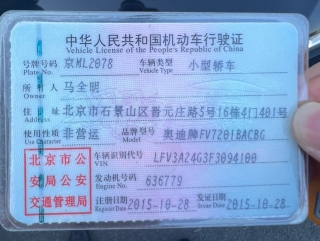 中华人民共和国机动车行驶证
Vehicle License of the People's Republic of China
号牌号码 京ML2078 车辆类型 小型轿车
Plate No. Vehicle Type
所有人 马全明
Owner
住址 北京市石景山区晋元庄路5号16栋4门401号
Address
使用性质 非营运 品牌型号 奥迪牌FV7201BACBG
Use Character Model
北京市公
安局公安
交通管理局
车辆识别代号 LFV3A24G3F3094100
VIN
发动机号码 636779
Engine No.
注册日期 2015-10-28 发证日期 2015-10-28
Register Date Issue Date